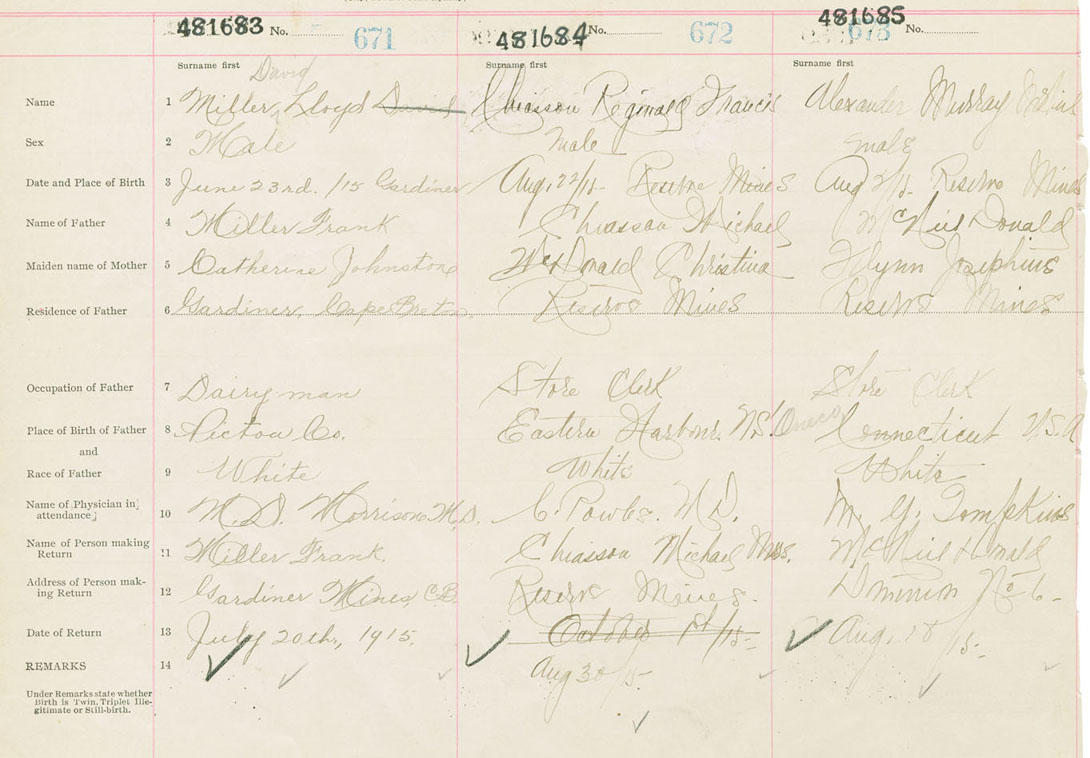 481683 No. 671 481684 No. 672 481685 673 No.
Surname first Surname first Surname first
David
Name 1 Miller, Lloyd David Chiasson Reginald Francis Alexander Murray
Sex 2 Male male male
Date and Place of Birth 3 June 23rd. /15 Gardiner Aug. 22/15 Reserve Mines Aug 2/15 Reserve Mines
Name of Father 4 Miller Frank Chiasson Michael McNeil Donald
Maiden name of Mother 5 Catherine Johnstone McDonald Christina Flynn Josephine
Residence of Father 6 Gardiner, Cape Breton. Reserve Mines Reserve Mines
Occupation of Father 7 Dairyman Store Clerk Store Clerk
Place of Birth of Father 8 Pictou Co. Eastern Harbour. N.S. Connecticut U.S.A
and
Race of Father 9 White White White
Name of Physician in attendance 10 M.D. Morrison M.D. M.D. M. G. Tompkins
Name of Person making Return 11 Miller Frank. Chiasson Michael Mrs. McNeil Donald
Address of Person making Return 12 Gardiner Mines C.B. Reserve Mines. Dominion No 6
Date of Return 13 July 20th, 1915. October 1st/15 Aug. 18 15
REMARKS 14 Aug 30/15
Under Remarks state whether
Birth is Twin, Triplet Ille-
gitimate or Still-birth.